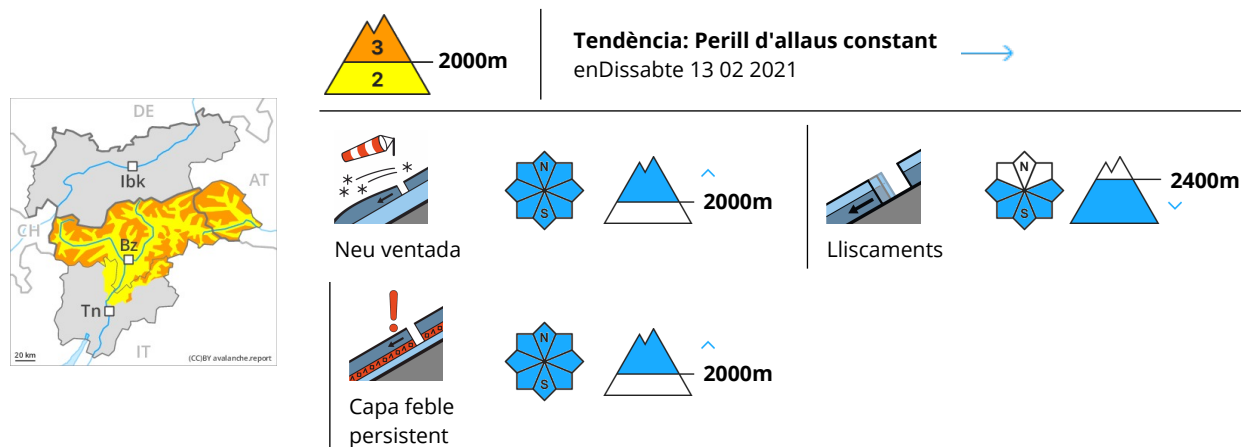 DE
Ibk
AT
CH
Bz
Tn
IT
20 km
(CC)BY avalanche.report
3
2
2000m
Tendència: Perill d'allaus constant
enDissabte 13 02 2021
N
S
2000m
Neu ventada
N
S
2400m
Lliscaments
N
S
2000m
Capa feble
persistent